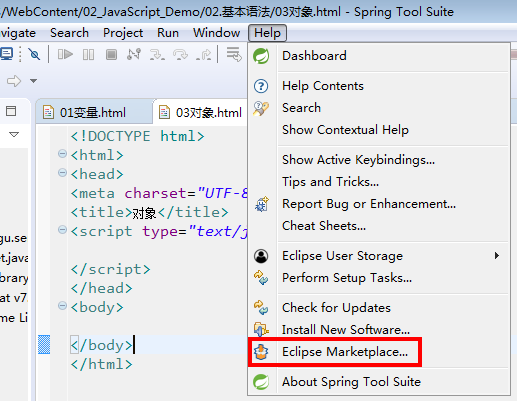 s/WebContent/02_JavaScript_Demo/02.基本语法/03对象.html - Spring Tool Suite
avigate Search Project Run Window Help
01变量.html
03对象.html
<!DOCTYPE html>
<html>
<head>
<meta charset="UTF-8
<title>对象</title>
<script type="text/j
</script>
</head>
<body>
</body>
</html>
gu.se
et.java
ibrary
at v7.
me Li
Dashboard
Help Contents
Search
Show Contextual Help
Show Active Keybindings...
Tips and Tricks...
Report Bug or Enhancement...
Cheat Sheets...
Eclipse User Storage
Perform Setup Tasks...
Check for Updates
Install New Software...
Eclipse Marketplace...
About Spring Tool Suite